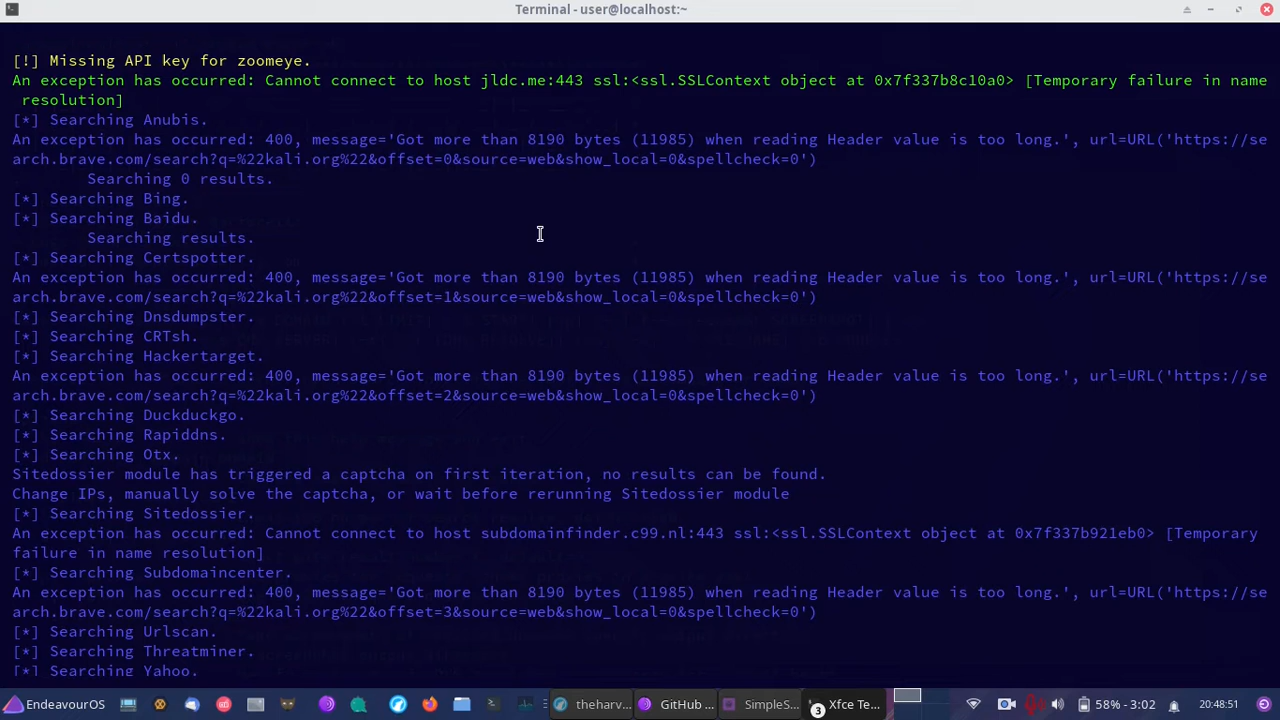 Terminal - user@localhost:~
[!] Missing API key for zoomeye.
An exception has occurred: Cannot connect to host jldc.me:443 ssl:<ssl.SSLContext object at 0x7f337b8c10a0> [Temporary failure in name
resolution]
[*] Searching Anubis.
An exception has occurred: 400, message='Got more than 8190 bytes (11985) when reading Header value is too long.', url=URL('https://se
arch.brave.com/search?q=%22kali.org%22&offset=0&source=web&show_local=0&spellcheck=0')
Searching 0 results.
[*] Searching Bing.
[*] Searching Baidu.
Searching results.
[*] Searching Certspotter.
An exception has occurred: 400, message='Got more than 8190 bytes (11985) when reading Header value is too long.', url=URL('https://se
arch.brave.com/search?q=%22kali.org%22&offset=1&source=web&show_local=0&spellcheck=0')
[*] Searching Dnsdumpster.
[*] Searching CRTsh.
[*] Searching Hackertarget.
An exception has occurred: 400, message='Got more than 8190 bytes (11985) when reading Header value is too long.', url=URL('https://se
arch.brave.com/search?q=%22kali.org%22&offset=2&source=web&show_local=0&spellcheck=0')
[*] Searching Duckduckgo.
[*] Searching Rapiddns.
[*] Searching Otx.
Sitedossier module has triggered a captcha on first iteration, no results can be found.
Change IPs, manually solve the captcha, or wait before rerunning Sitedossier module
[*] Searching Sitedossier.
An exception has occurred: Cannot connect to host subdomainfinder.c99.nl:443 ssl:<ssl.SSLContext object at 0x7f337b921eb0> [Temporary
failure in name resolution]
[*] Searching Subdomaincenter.
An exception has occurred: 400, message='Got more than 8190 bytes (11985) when reading Header value is too long.', url=URL('https://se
arch.brave.com/search?q=%22kali.org%22&offset=3&source=web&show_local=0&spellcheck=0')
[*] Searching Urlscan.
[*] Searching Threatminer.
[*] Searching Yahoo.
EndeavourOS theharv... GitHub ... SimpleS... 3 Xfce Te... 58% - 3:02 20:48:51